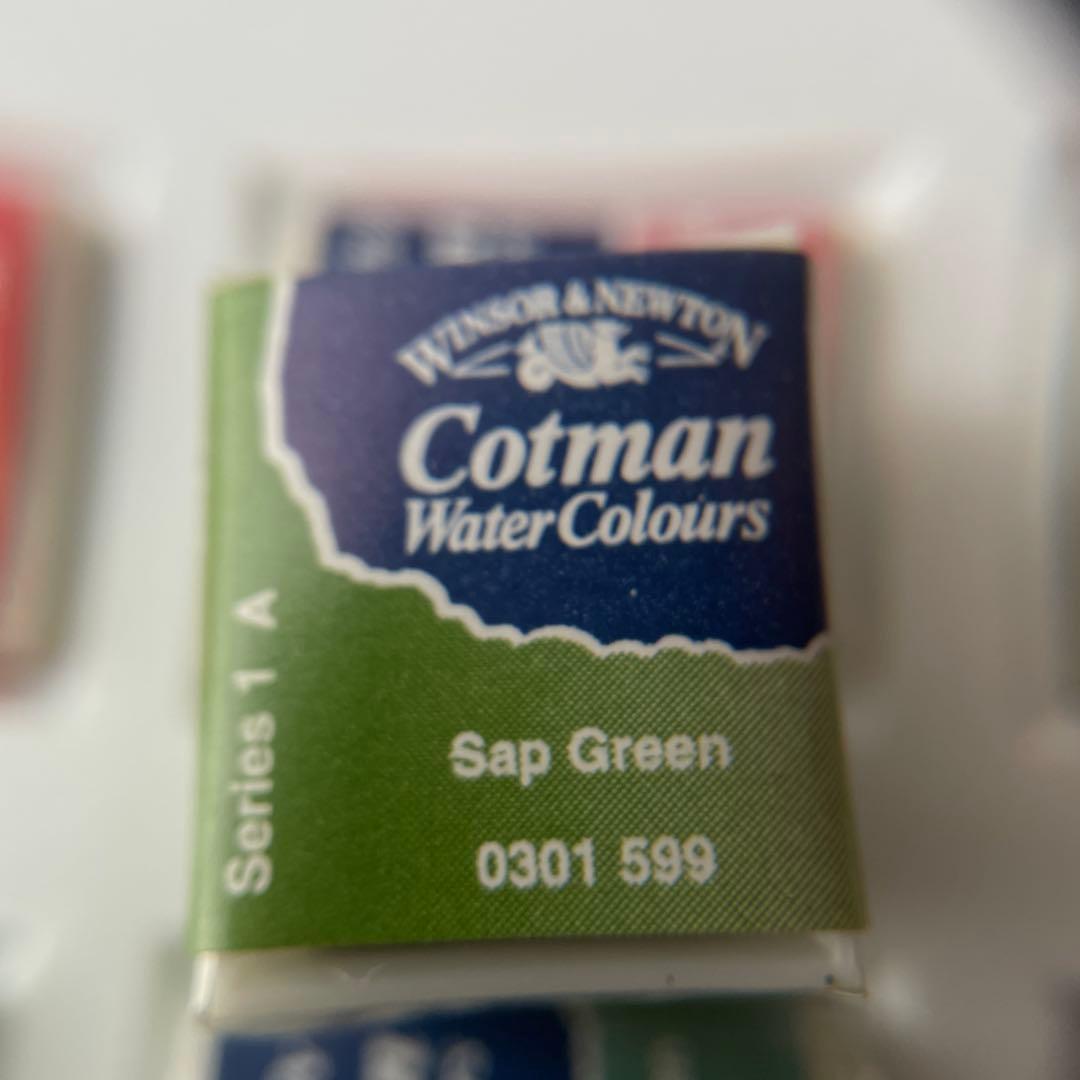 WINSOR & NEWTON
Cotman
Water Colours
Series 1 A
Sap Green
0301 599